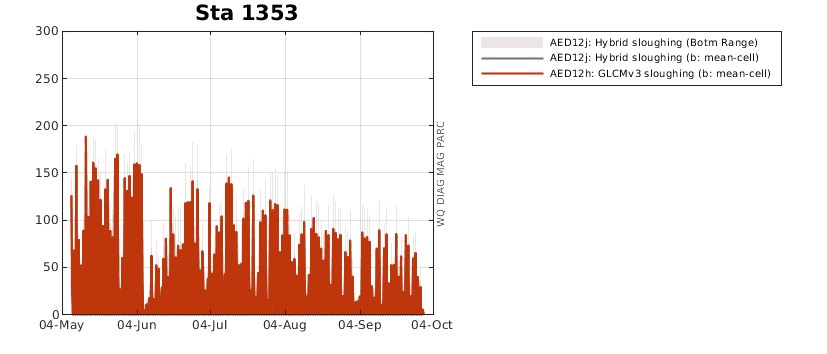 Sta 1353
300
250
200
150
100
50
0
04-May 04-Jun 04-Jul 04-Aug 04-Sep 04-Oct
WQ DIAG MAG PARC
AED12j: Hybrid sloughing (Botm Range)
AED12j: Hybrid sloughing (b: mean-cell)
AED12h: GLCMv3 sloughing (b: mean-cell)